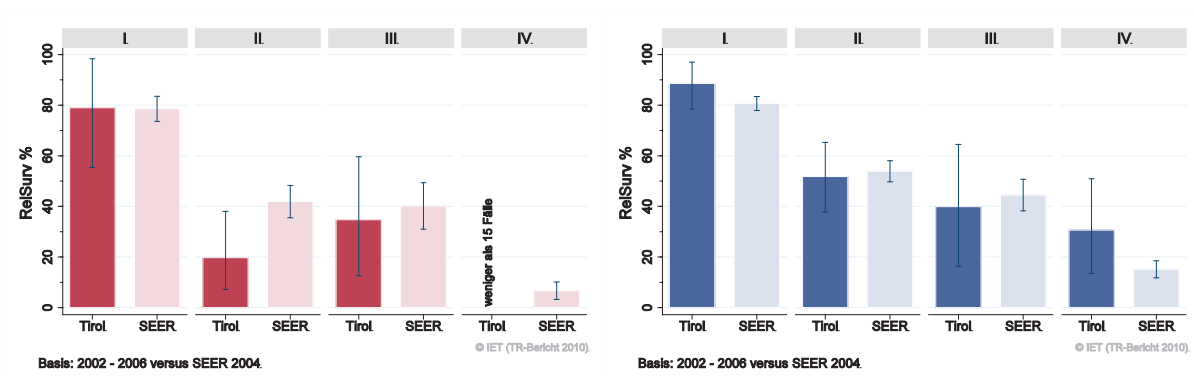 I. II. III. IV.
RelSurv %
100
80
60
40
20
0
weniger als 15 Fälle
Tirol SEER Tirol SEER Tirol SEER Tirol SEER
© IET (TR-Bericht 2010).
Basis: 2002 - 2006 versus SEER 2004.
I. II. III. IV.
RelSurv %
100
80
60
40
20
0
Tirol SEER Tirol SEER Tirol SEER Tirol SEER
© IET (TR-Bericht 2010).
Basis: 2002 - 2006 versus SEER 2004.